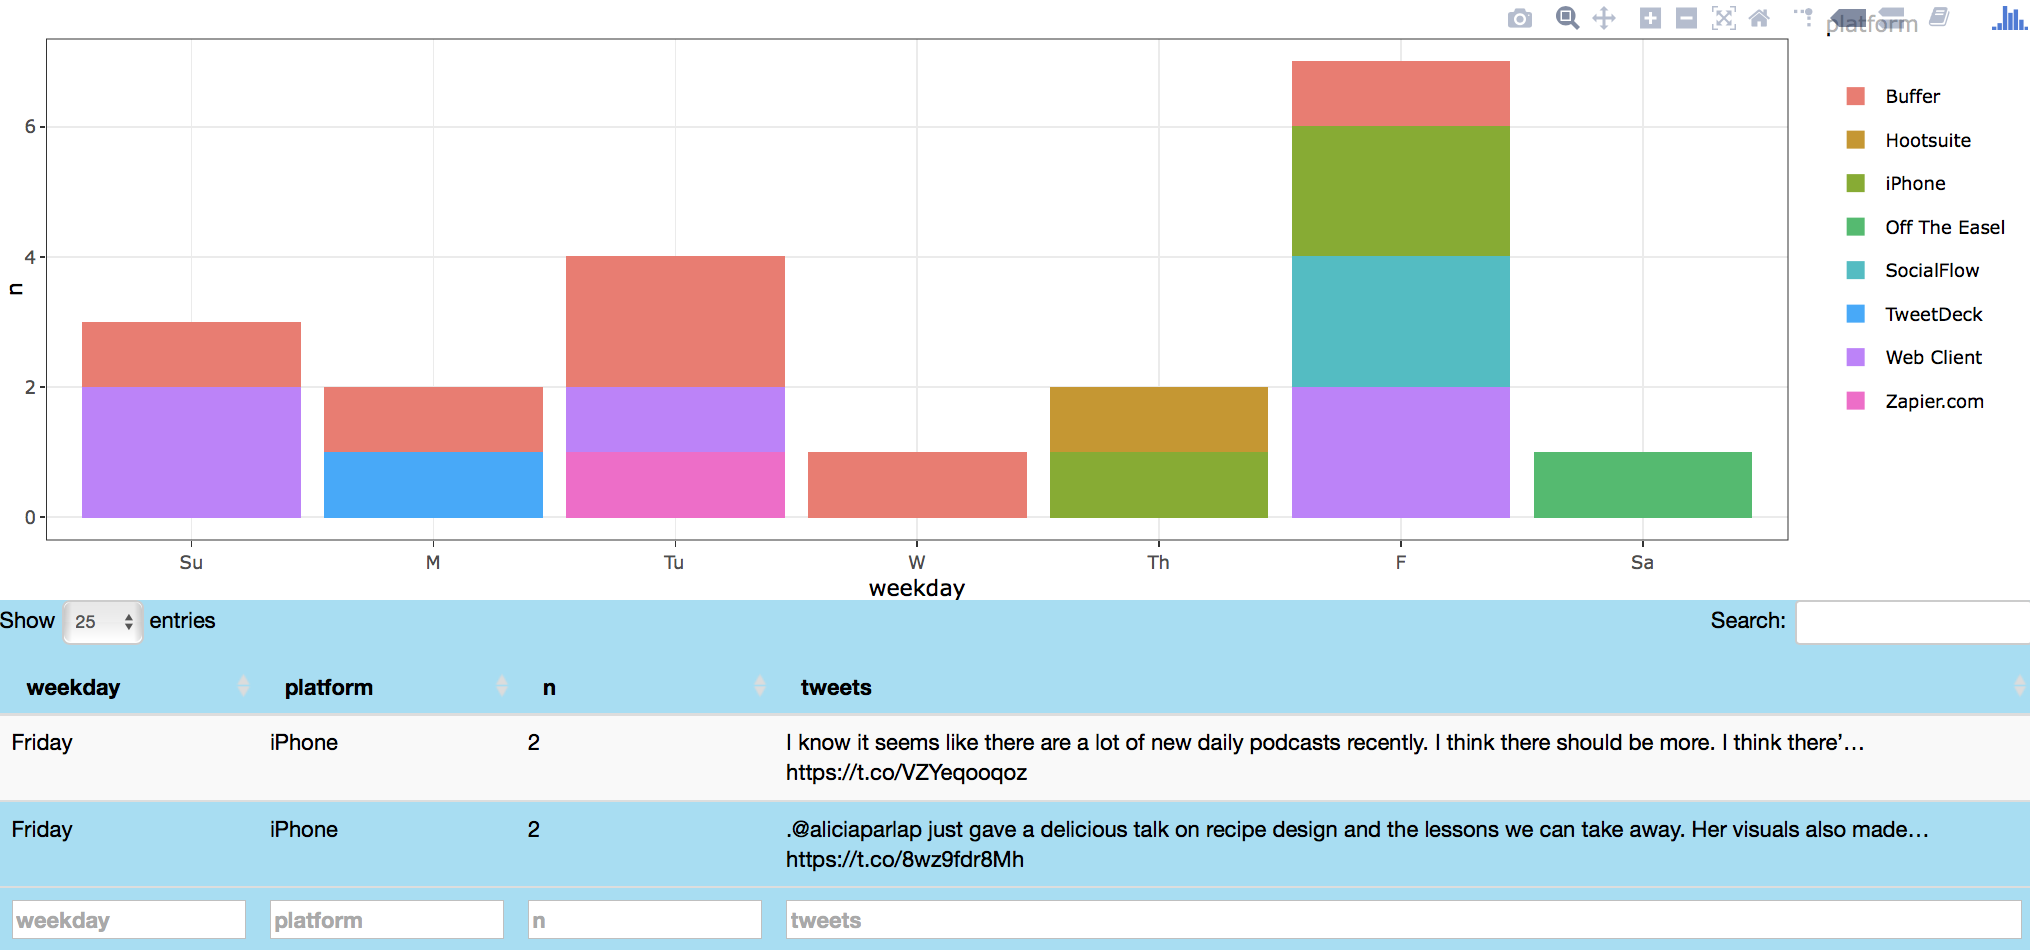 platform
Buffer
Hootsuite
iPhone
Off The Easel
SocialFlow
TweetDeck
Web Client
Zapier.com
n
6
4
2
0
Su M Tu W Th F Sa
weekday
Show 25 entries Search:
weekday platform n tweets
Friday iPhone 2 I know it seems like there are a lot of new daily podcasts recently. I think there should be more. I think there’…
https://t.co/VZYeqooqoz
Friday iPhone 2 .@aliciaparlap just gave a delicious talk on recipe design and the lessons we can take away. Her visuals also made…
https://t.co/8wz9fdr8Mh
weekday platform n tweets